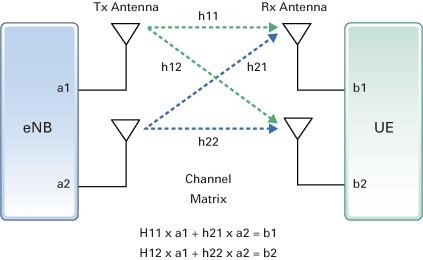 Tx Antenna
Rx Antenna
h11
h12
h21
a1
b1
eNB
UE
h22
a2
b2
Channel
Matrix
H11 x a1 + h21 x a2 = b1
H12 x a1 + h22 x a2 = b2